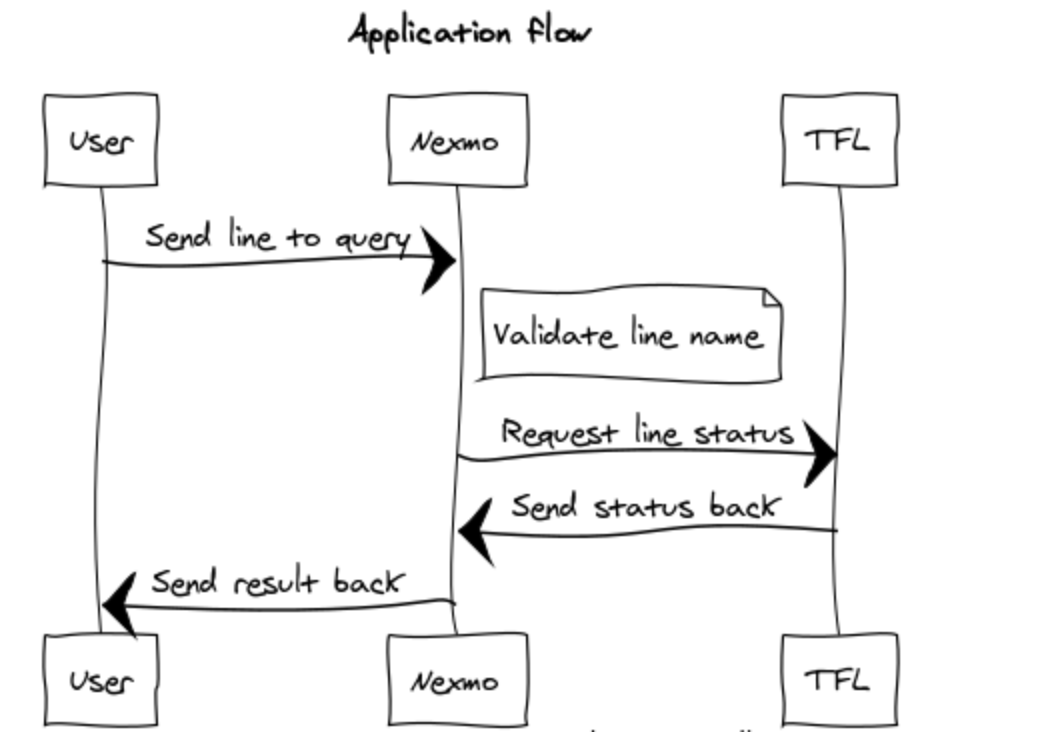 Application flow
User
Nexmo
TFL
Send line to query
Validate line name
Request line status
Send status back
Send result back
User
Nexmo
TFL